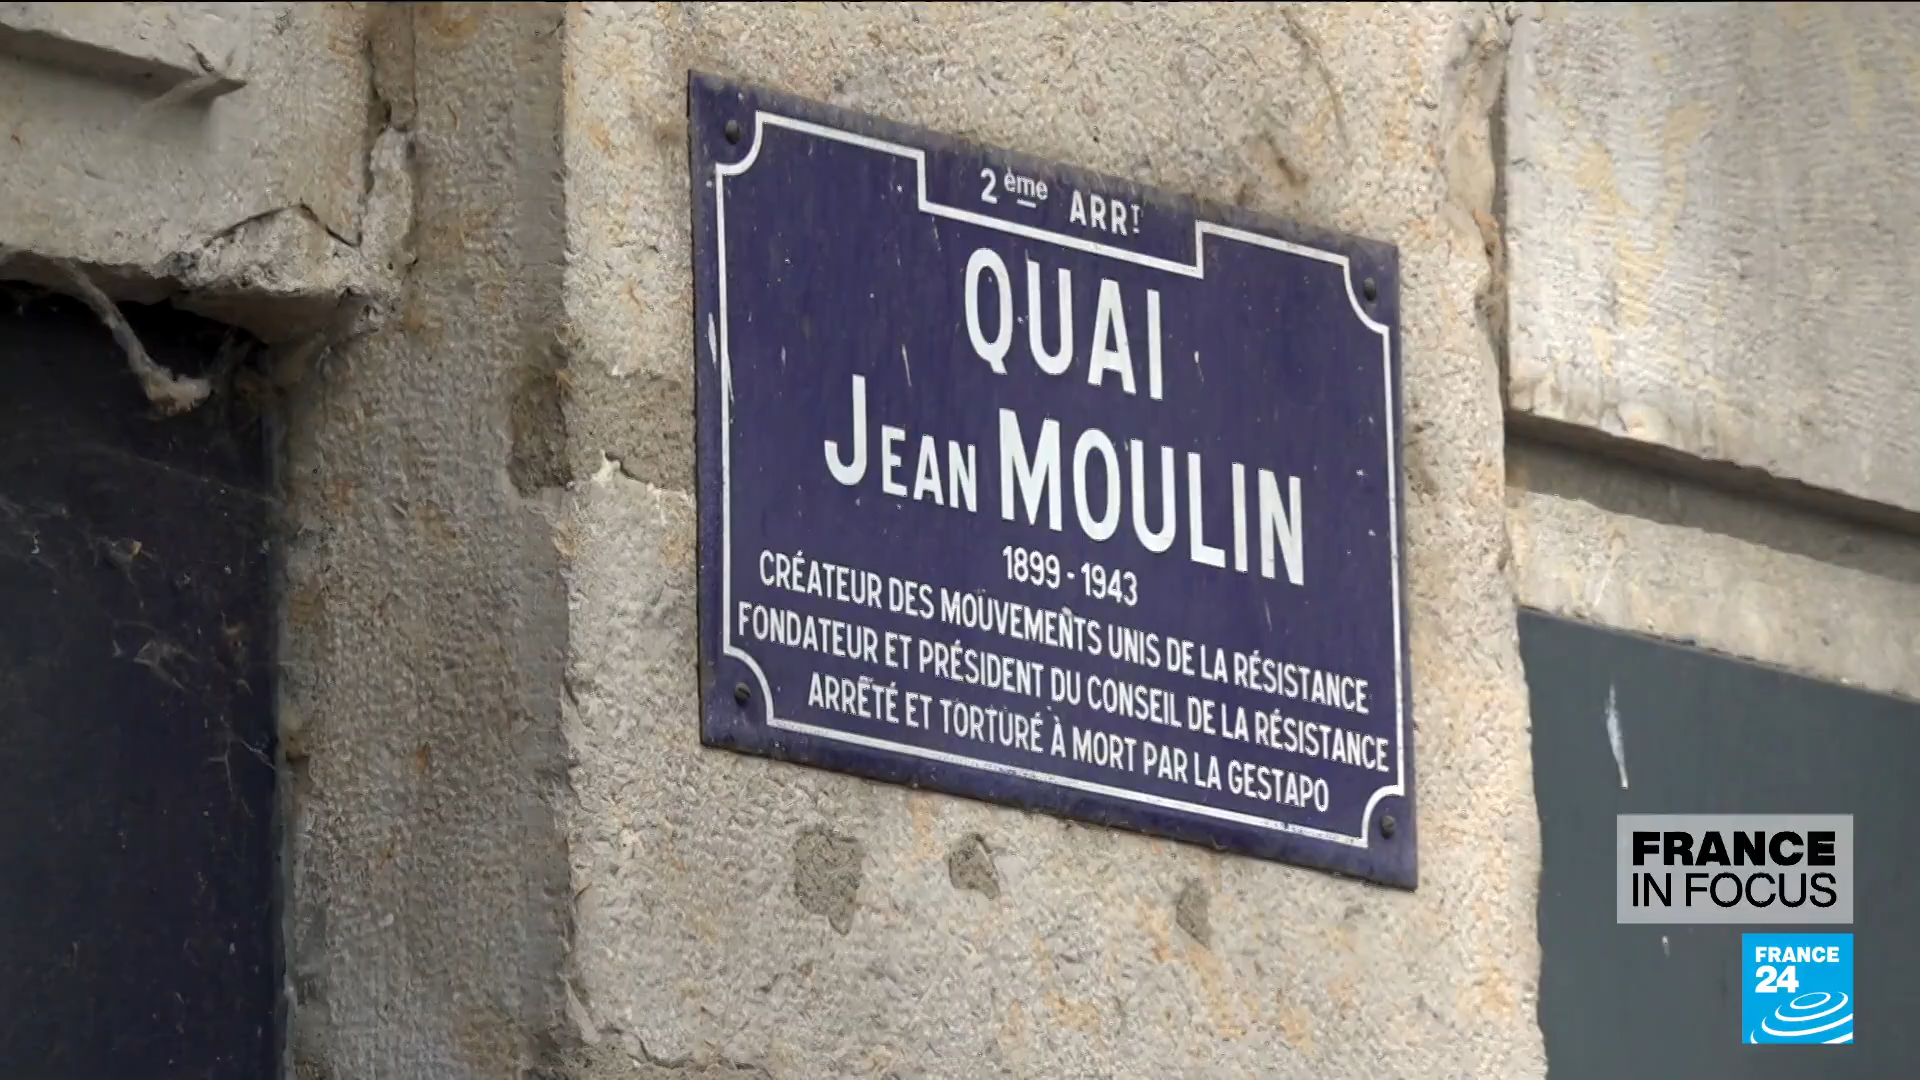 2ème ARRT
QUAI
JEAN MOULIN
1899 - 1943
CRÉATEUR DES MOUVEMENTS UNIS DE LA RÉSISTANCE
FONDATEUR ET PRÉSIDENT DU CONSEIL DE LA RÉSISTANCE
ARRÊTÉ ET TORTURÉ À MORT PAR LA GESTAPO
FRANCE
IN FOCUS
FRANCE
24